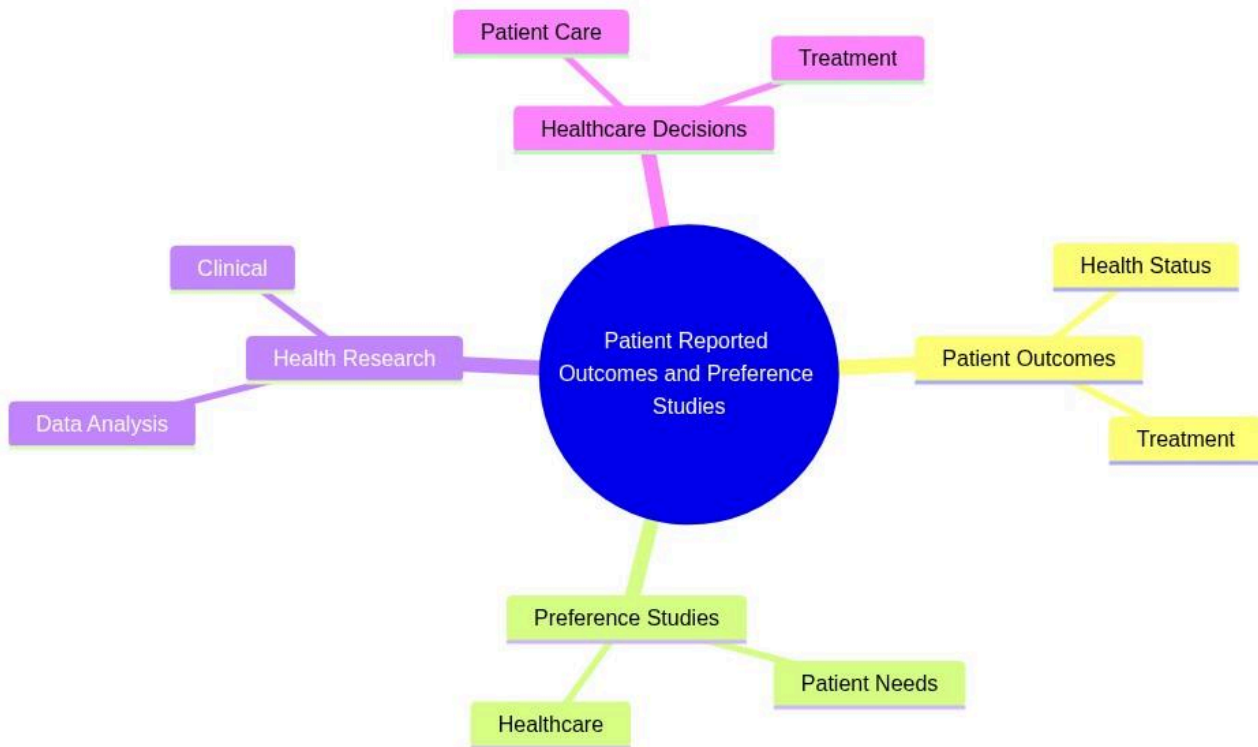 Patient Care
Treatment
Healthcare Decisions
Clinical
Health Research
Data Analysis
Patient Reported
Outcomes and Preference
Studies
Health Status
Patient Outcomes
Treatment
Preference Studies
Patient Needs
Healthcare